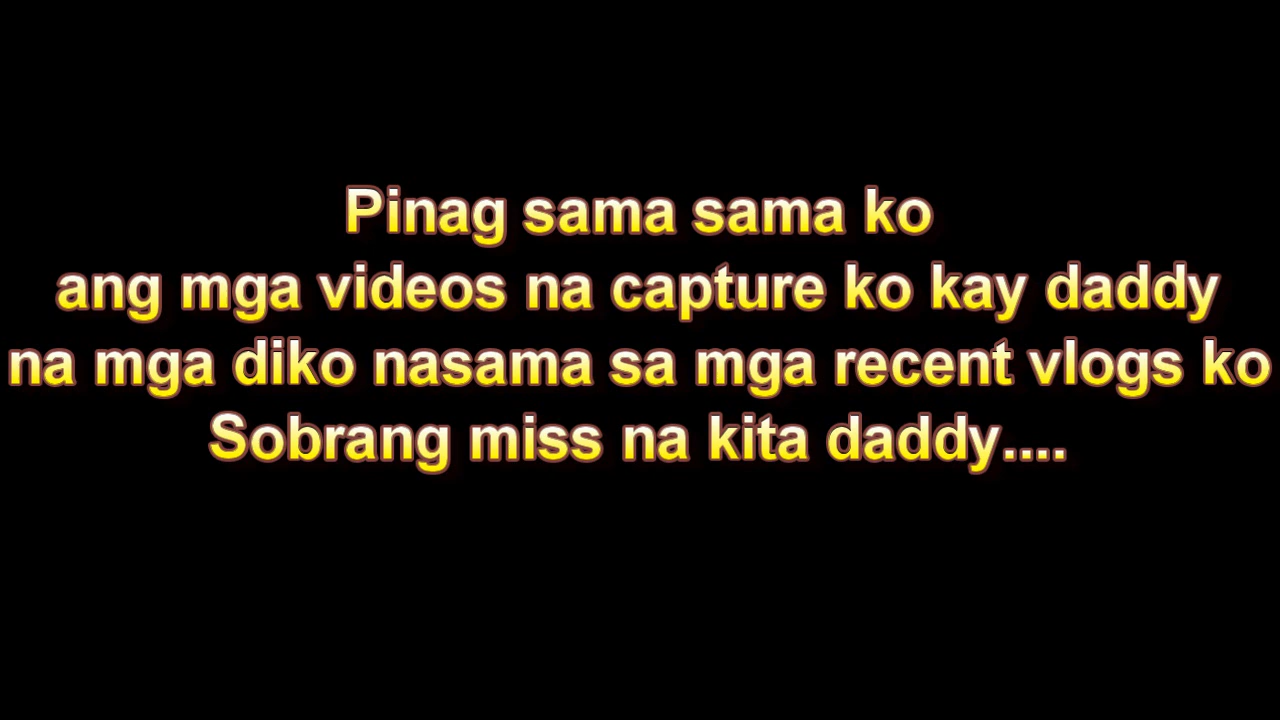 Pinag sama sama ko
ang mga videos na capture ko kay daddy
na mga diko nasama sa mga recent vlogs ko
Sobrang miss na kita daddy....